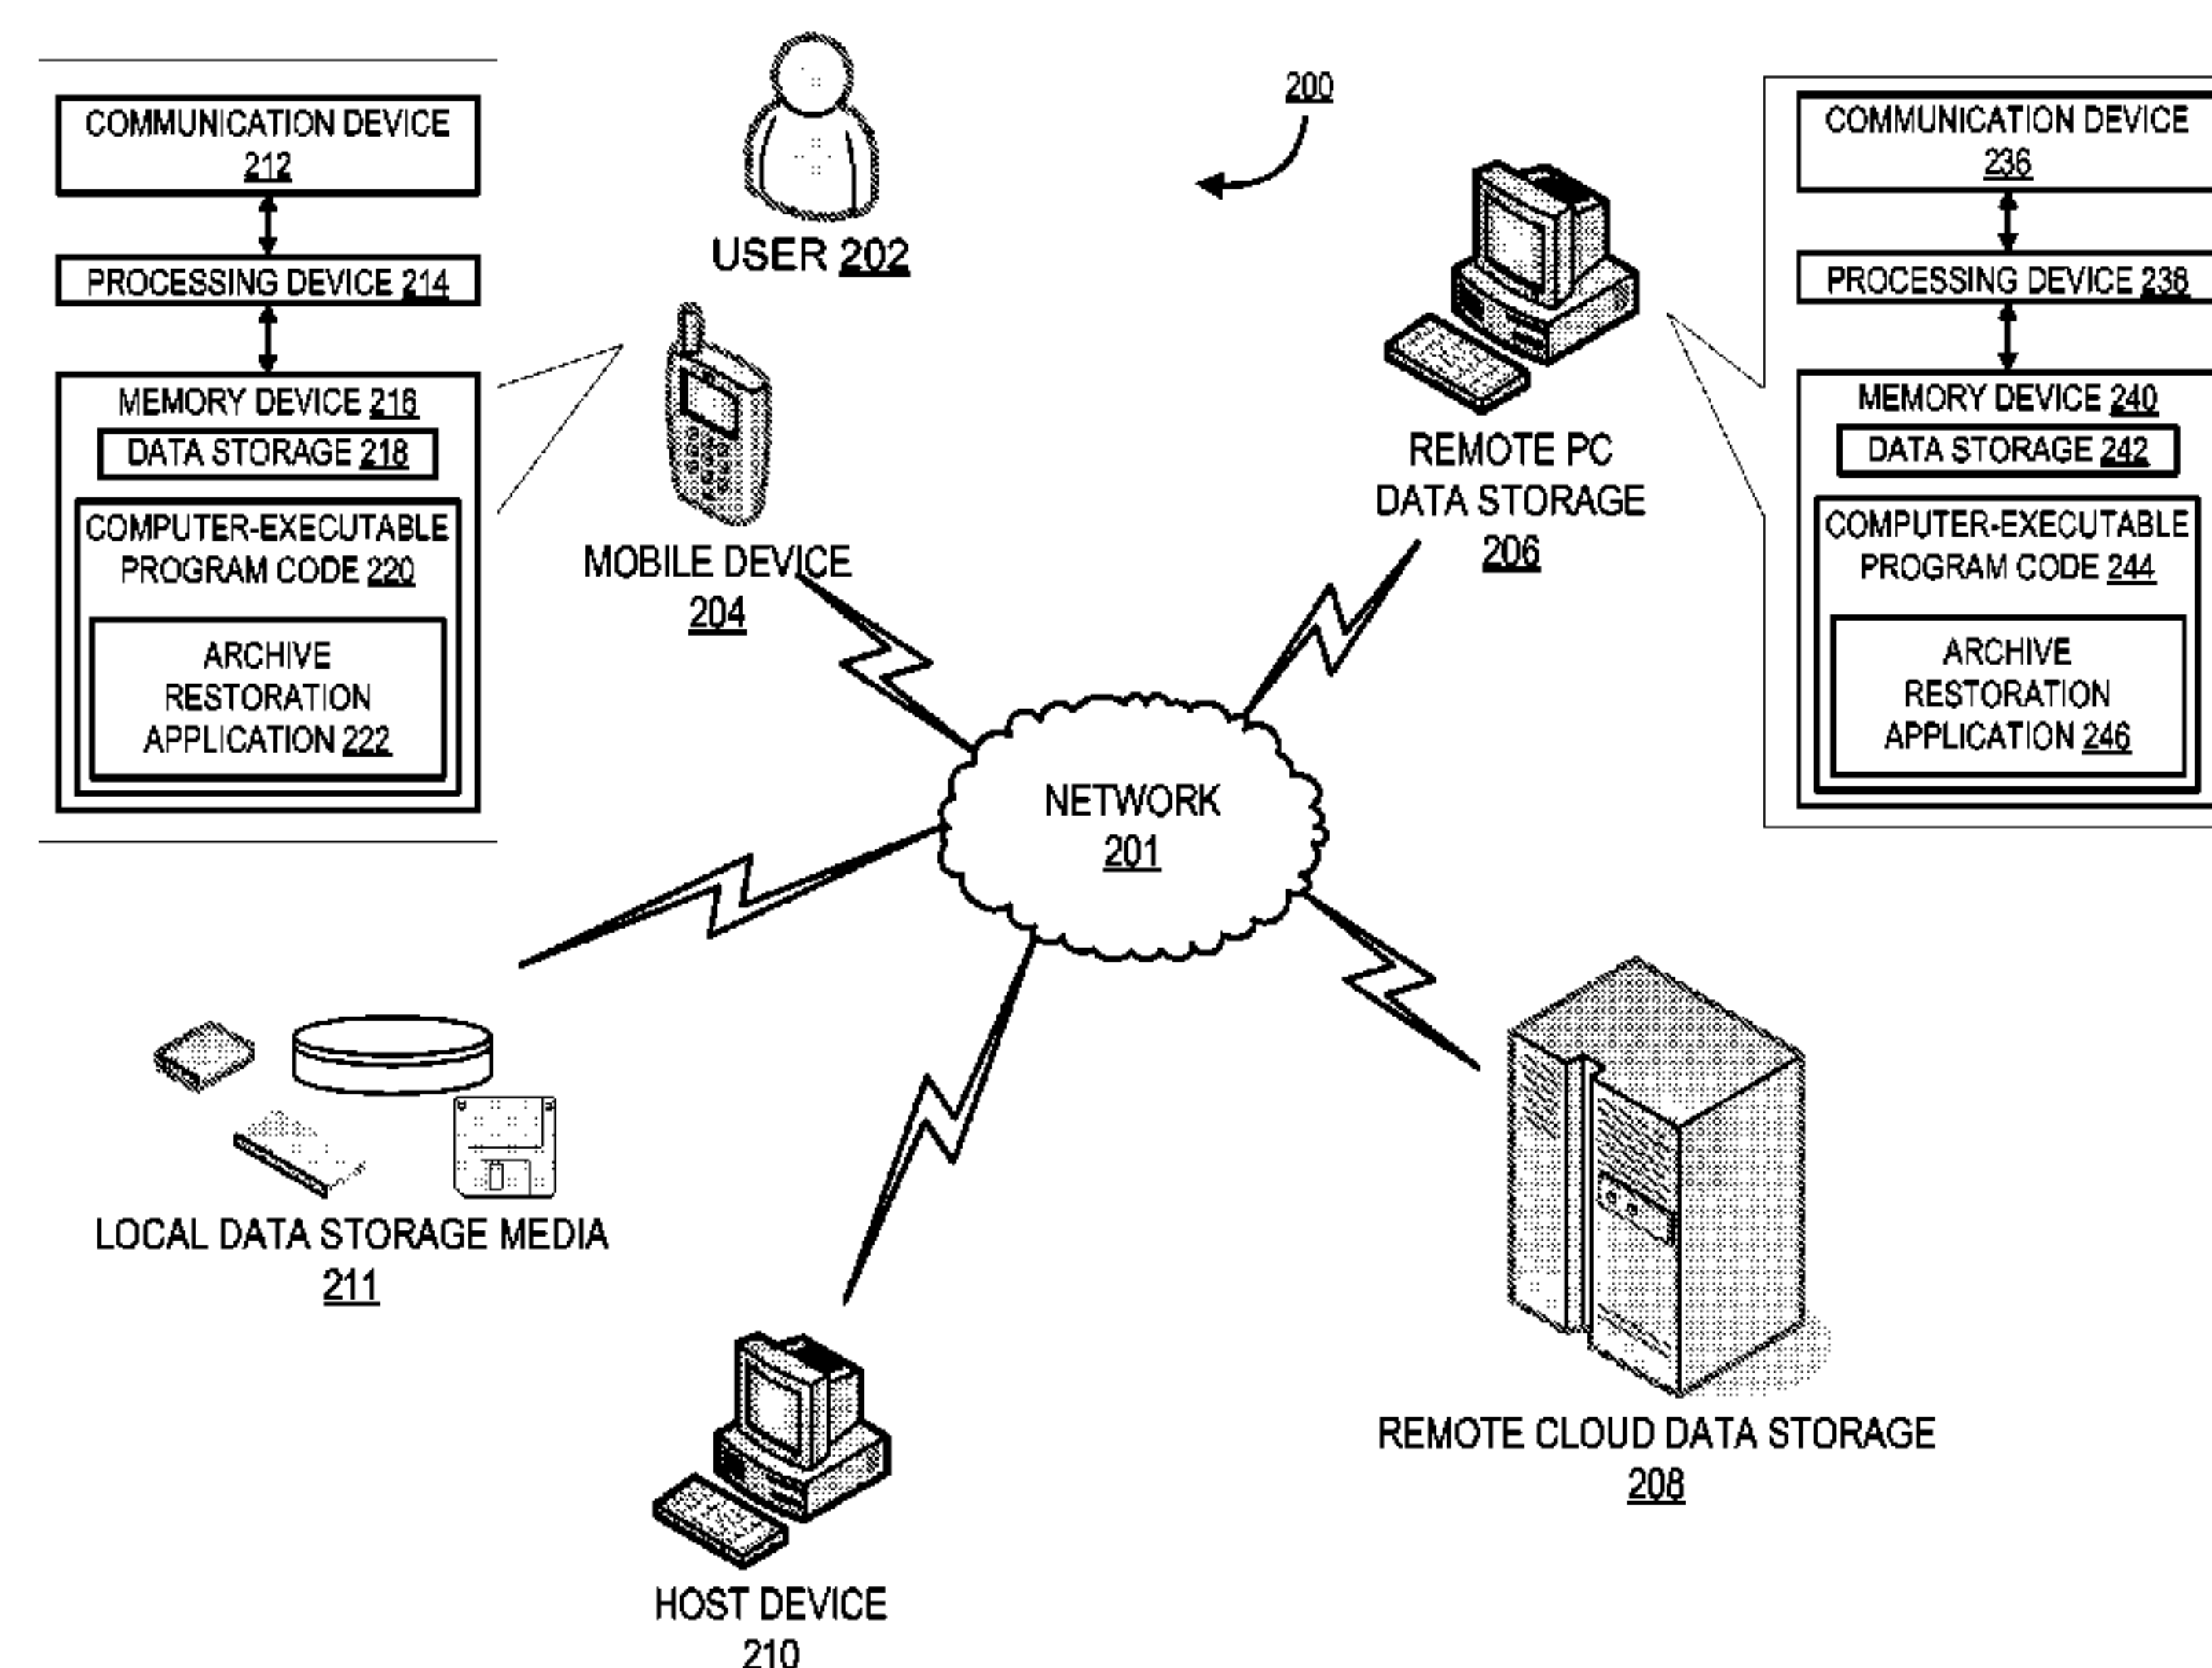 COMMUNICATION DEVICE
212
PROCESSING DEVICE 214
MEMORY DEVICE 216
DATA STORAGE 218
COMPUTER-EXECUTABLE
PROGRAM CODE 220
ARCHIVE
RESTORATION
APPLICATION 222
USER 202
MOBILE DEVICE
204
200
REMOTE PC
DATA STORAGE
206
COMMUNICATION DEVICE
236
PROCESSING DEVICE 238
MEMORY DEVICE 240
DATA STORAGE 242
COMPUTER-EXECUTABLE
PROGRAM CODE 244
ARCHIVE
RESTORATION
APPLICATION 246
NETWORK
201
LOCAL DATA STORAGE MEDIA
211
HOST DEVICE
210
REMOTE CLOUD DATA STORAGE
208